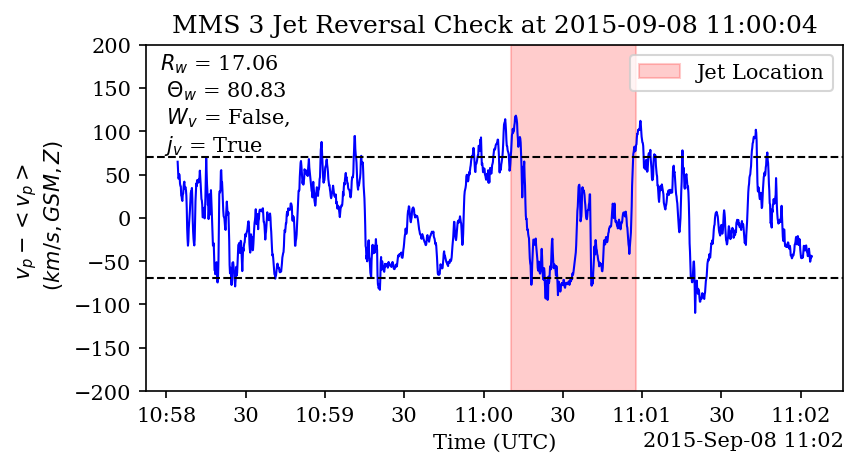 MMS 3 Jet Reversal Check at 2015-09-08 11:00:04
200
150
100
50
0
−50
−100
−150
−200
v_p − < v_p >
(km/s, GSM, Z)
R_w = 17.06
Θ_w = 80.83
W_v = False,
j_v = True
Jet Location
10:58 30 10:59 30 11:00 30 11:01 30 11:02
Time (UTC)
2015-Sep-08 11:02